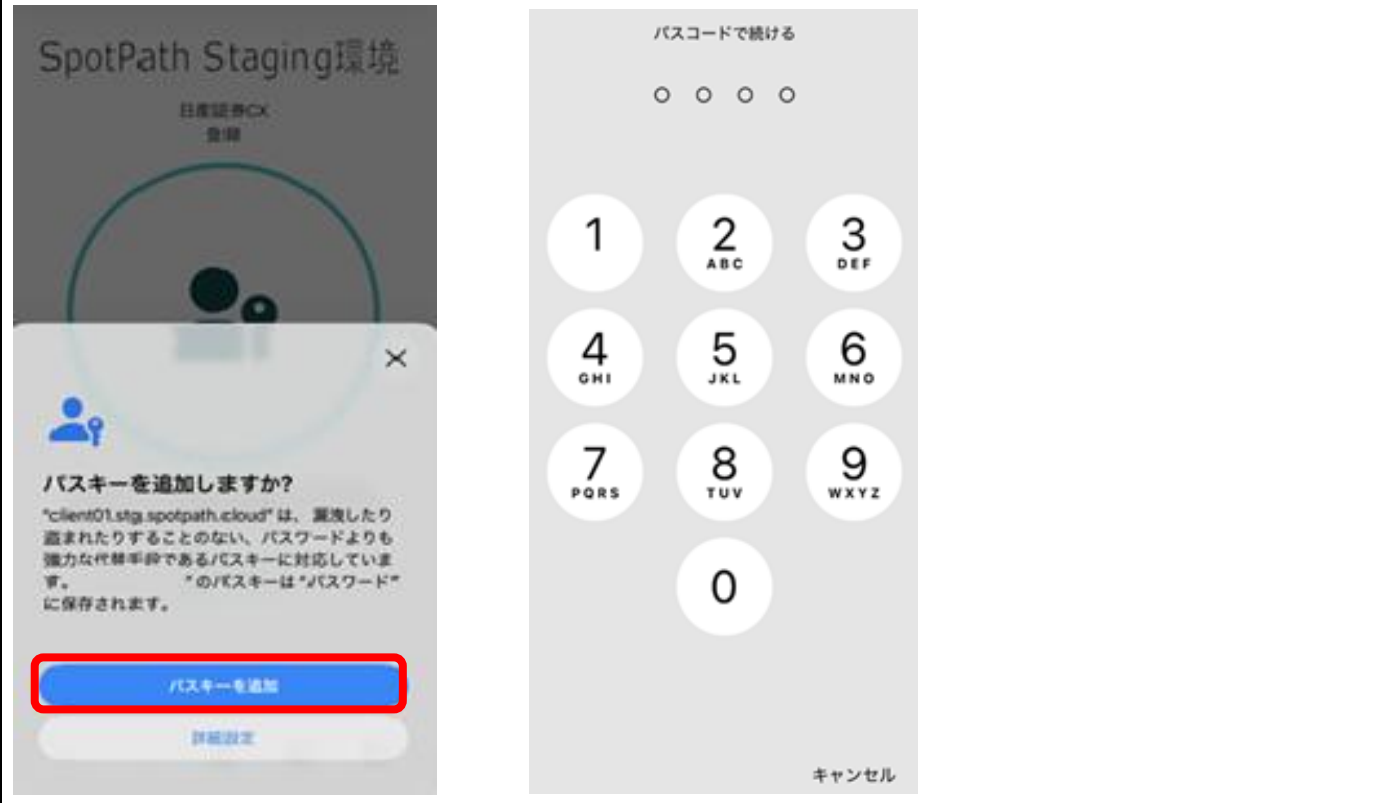 SpotPath Staging環境
日産証券CX
登録
パスキーを追加しますか?
"client01.stg.spotpath.cloud" は、漏洩したり
盗まれたりすることのない、パスワードよりも
強力な代替手段であるパスキーに対応していま
す。 " のパスキーは "パスワード"
に保存されます。
パスキーを追加
詳細設定
パスコードで続ける
1
2
ABC
3
DEF
4
GHI
5
JKL
6
MNO
7
PQRS
8
TUV
9
WXYZ
0
キャンセル